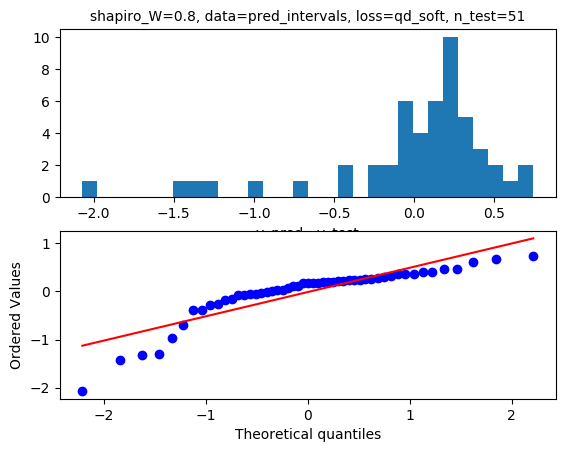 shapiro_W=0.8, data=pred_intervals, loss=qd_soft, n_test=51
10
8
6
4
2
0
−2.0 −1.5 −1.0 −0.5 0.0 0.5
1
0
−1
−2
Ordered Values
−2 −1 0 1 2
Theoretical quantiles